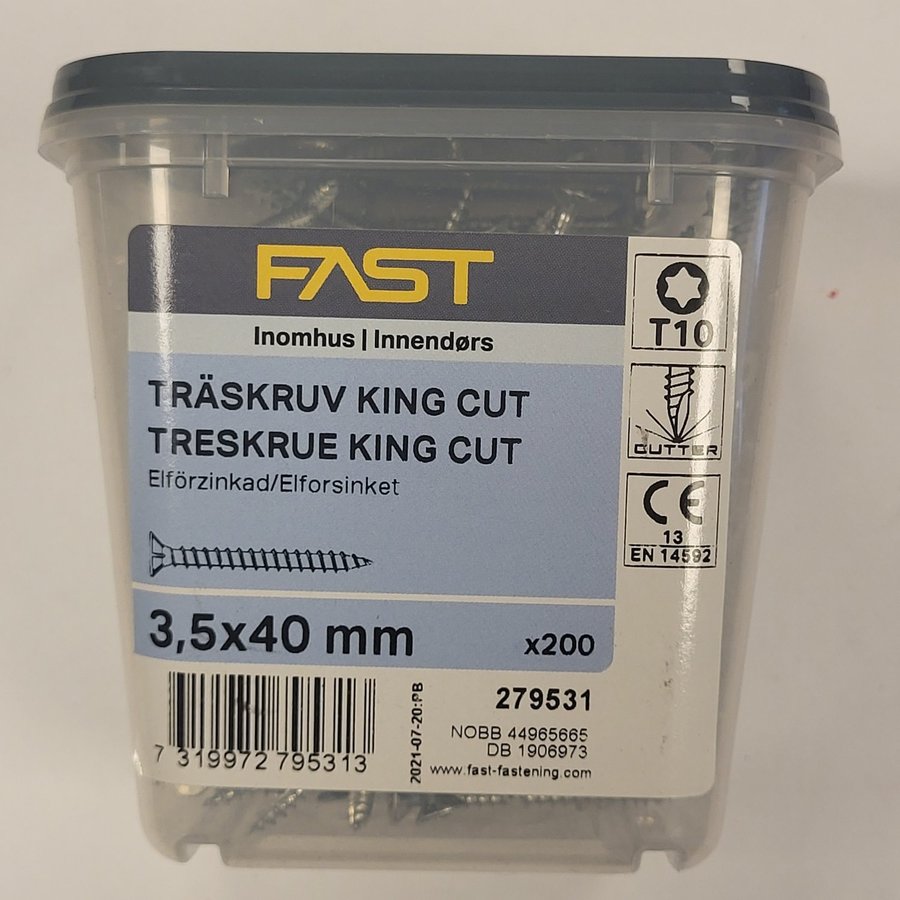 FAST
Inomhus | Innendørs
TRÄSKRUV KING CUT
TRESKRUE KING CUT
Elförzinkad/Elforsinket
3,5x40 mm
x200
T10
CUTTER
CE
13
EN 14592
7 319972 795313
2021-07-20:PB
279531
NOBB 44965665
DB 1906973
www.fast-fastening.com